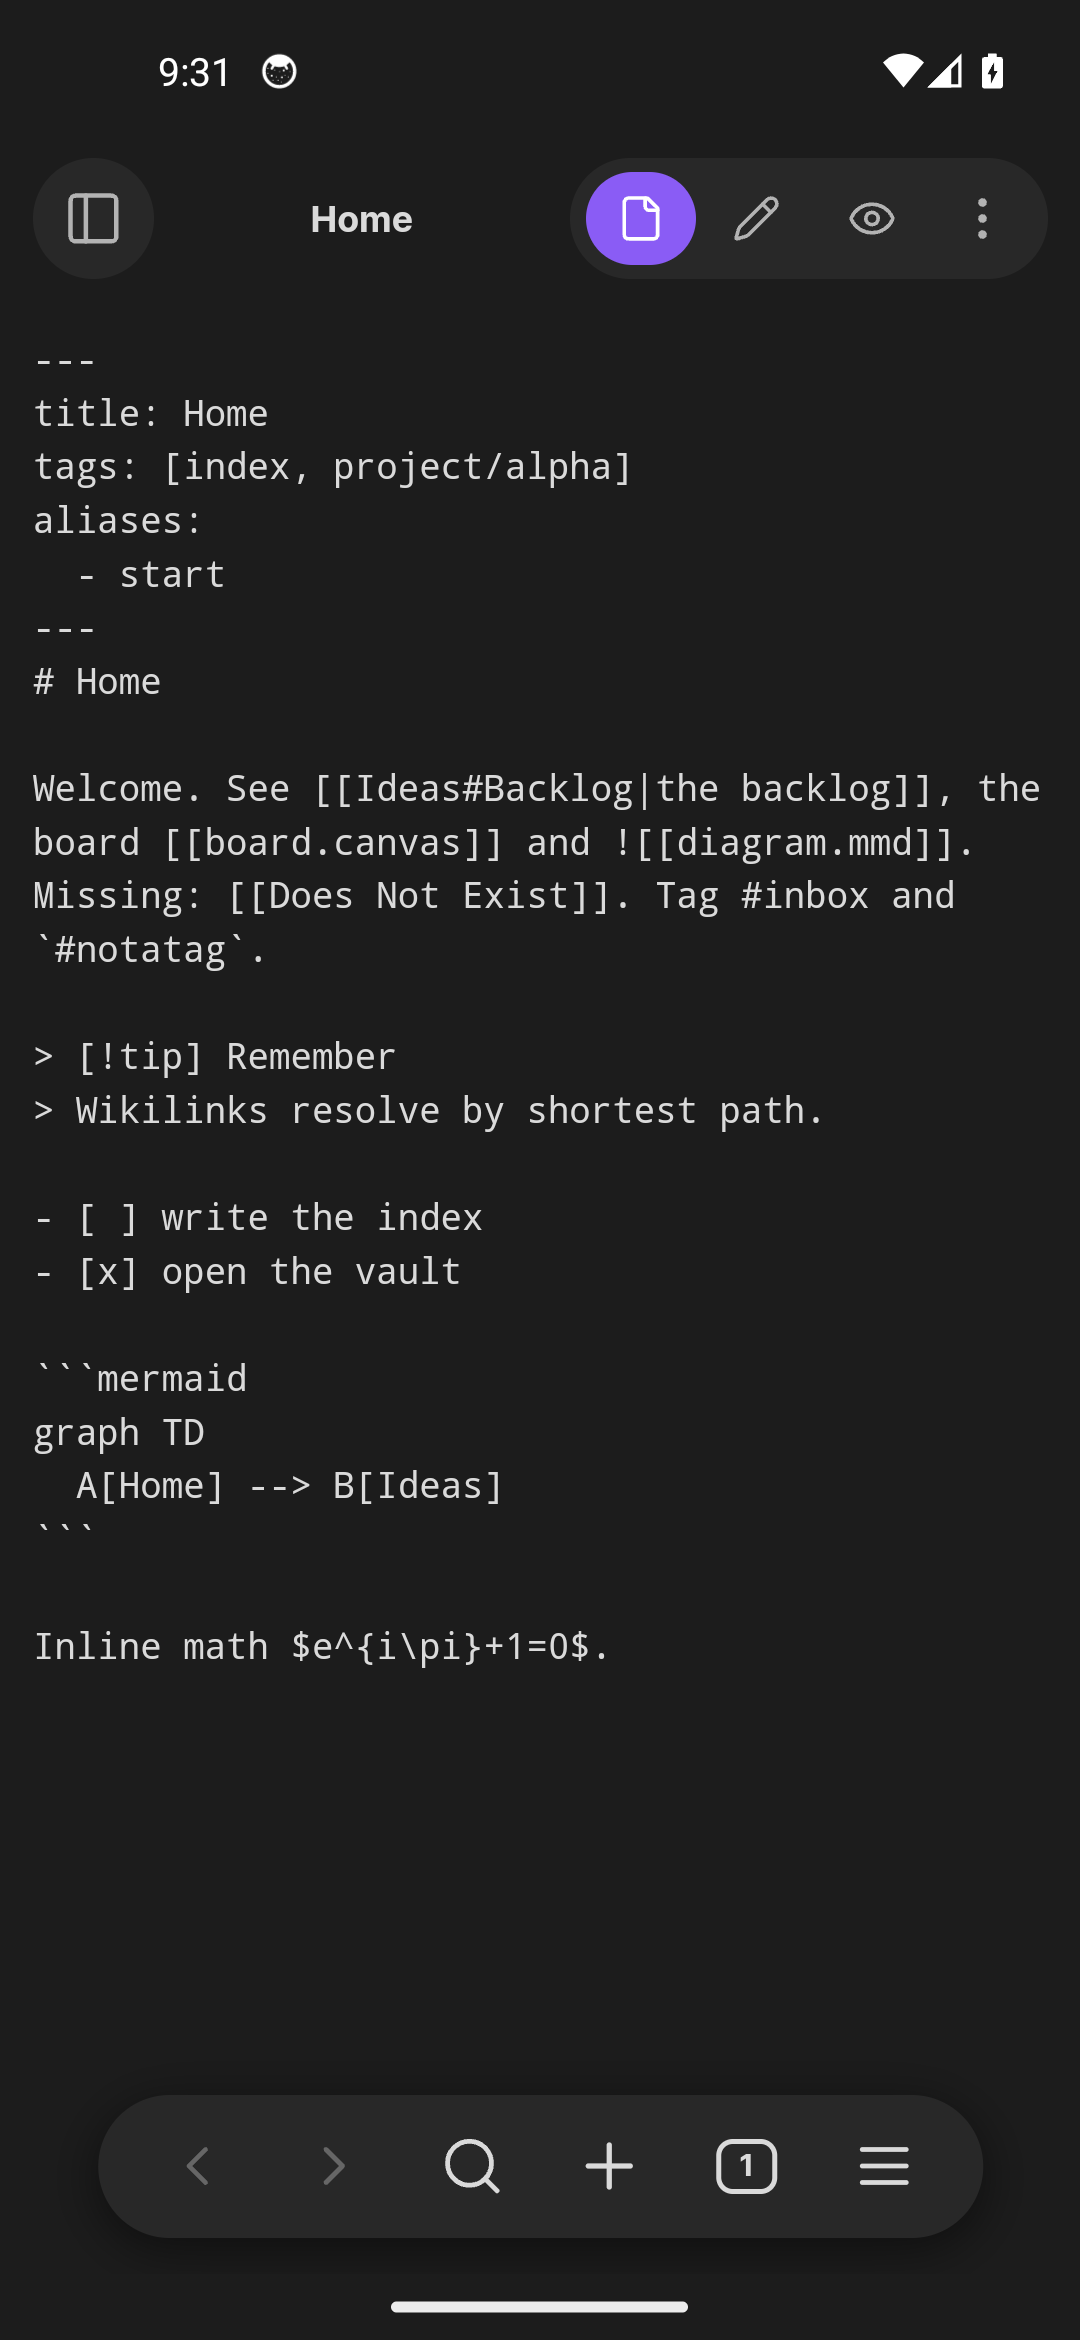 9:31
Home
---
title: Home
tags: [index, project/alpha]
aliases:
  - start
---
# Home

Welcome. See [[Ideas#Backlog|the backlog]], the
board [[board.canvas]] and ![[diagram.mmd]].
Missing: [[Does Not Exist]]. Tag #inbox and
`#notatag`.

> [!tip] Remember
> Wikilinks resolve by shortest path.

- [ ] write the index
- [x] open the vault

```mermaid
graph TD
  A[Home] --> B[Ideas]
```

Inline math $e^{i\pi}+1=0$.
1